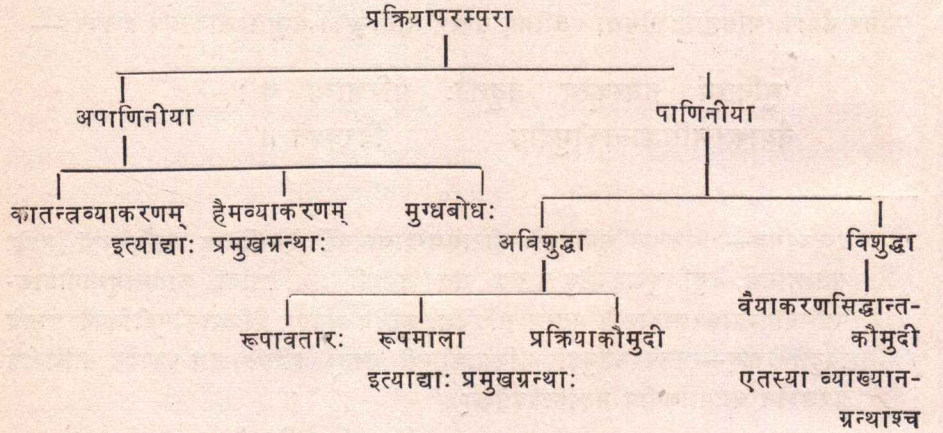 प्रक्रियापरम्परा
अपाणिनीया
पाणिनीया
कातन्त्रव्याकरणम् हैमव्याकरणम् मुग्धबोधः
इत्याद्याः प्रमुखग्रन्थाः
अविशुद्धा
विशुद्धा
रूपावतारः रूपमाला प्रक्रियाकौमुदी
इत्याद्याः प्रमुखग्रन्थाः
वैयाकरणसिद्धान्त-
कौमुदी
एतस्या व्याख्यान-
ग्रन्थाश्च